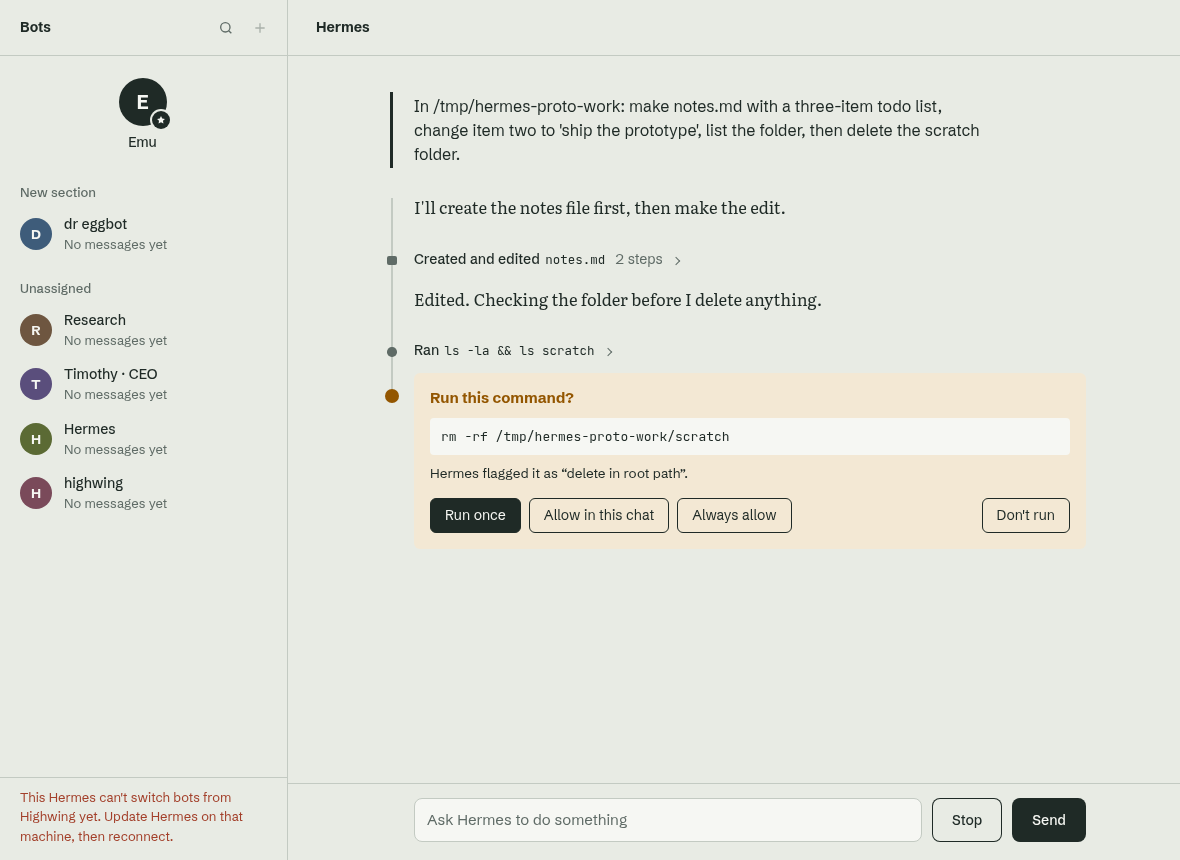 Bots
E
Emu
New section
D
dr eggbot
No messages yet
Unassigned
R
Research
No messages yet
T
Timothy · CEO
No messages yet
H
Hermes
No messages yet
H
highwing
No messages yet
This Hermes can't switch bots from
Highwing yet. Update Hermes on that
machine, then reconnect.
Hermes
In /tmp/hermes-proto-work: make notes.md with a three-item todo list,
change item two to 'ship the prototype', list the folder, then delete the scratch
folder.
I'll create the notes file first, then make the edit.
Created and edited notes.md 2 steps
Edited. Checking the folder before I delete anything.
Ran ls -la && ls scratch
Run this command?
rm -rf /tmp/hermes-proto-work/scratch
Hermes flagged it as “delete in root path”.
Run once Allow in this chat Always allow Don't run
Ask Hermes to do something Stop Send